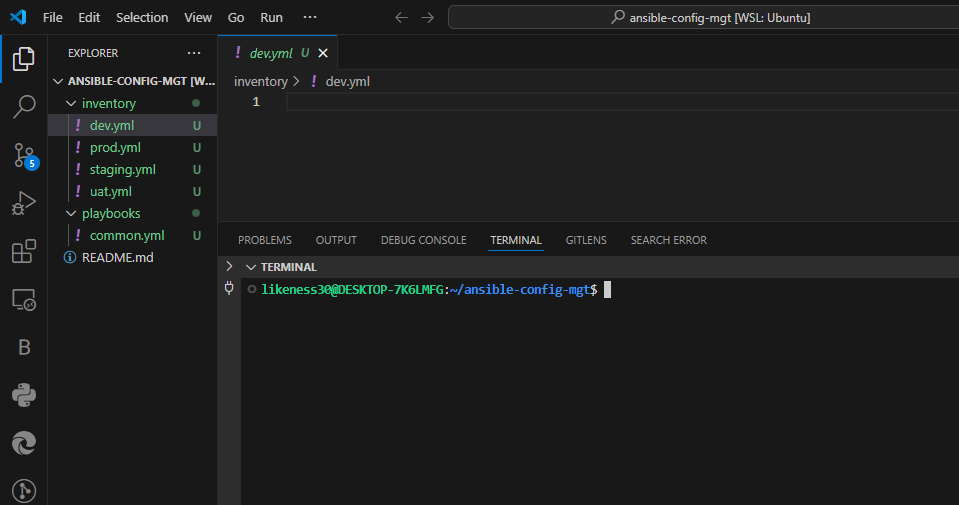 File Edit Selection View Go Run ···
ansible-config-mgt [WSL: Ubuntu]
EXPLORER ···
ANSIBLE-CONFIG-MGT [W...
inventory
! dev.yml U
! prod.yml U
! staging.yml U
! uat.yml U
playbooks
! common.yml U
README.md
5
B
! dev.yml U
inventory > ! dev.yml
1
PROBLEMS OUTPUT DEBUG CONSOLE TERMINAL GITLENS SEARCH ERROR
TERMINAL
likeness30@DESKTOP-7K6LMFG:~/ansible-config-mgt$